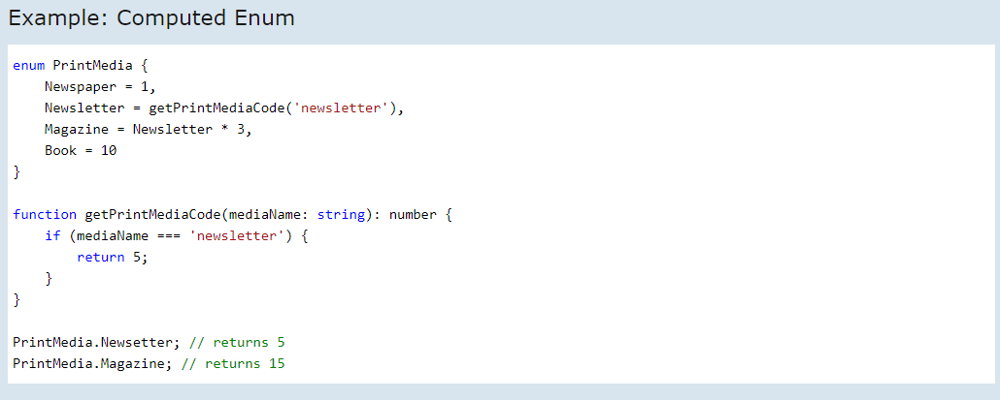 Example: Computed Enum
enum PrintMedia {
    Newspaper = 1,
    Newsletter = getPrintMediaCode('newsletter'),
    Magazine = Newsletter * 3,
    Book = 10
}
function getPrintMediaCode(mediaName: string): number {
    if (mediaName === 'newsletter') {
        return 5;
    }
}
PrintMedia.Newsetter; // returns 5
PrintMedia.Magazine; // returns 15